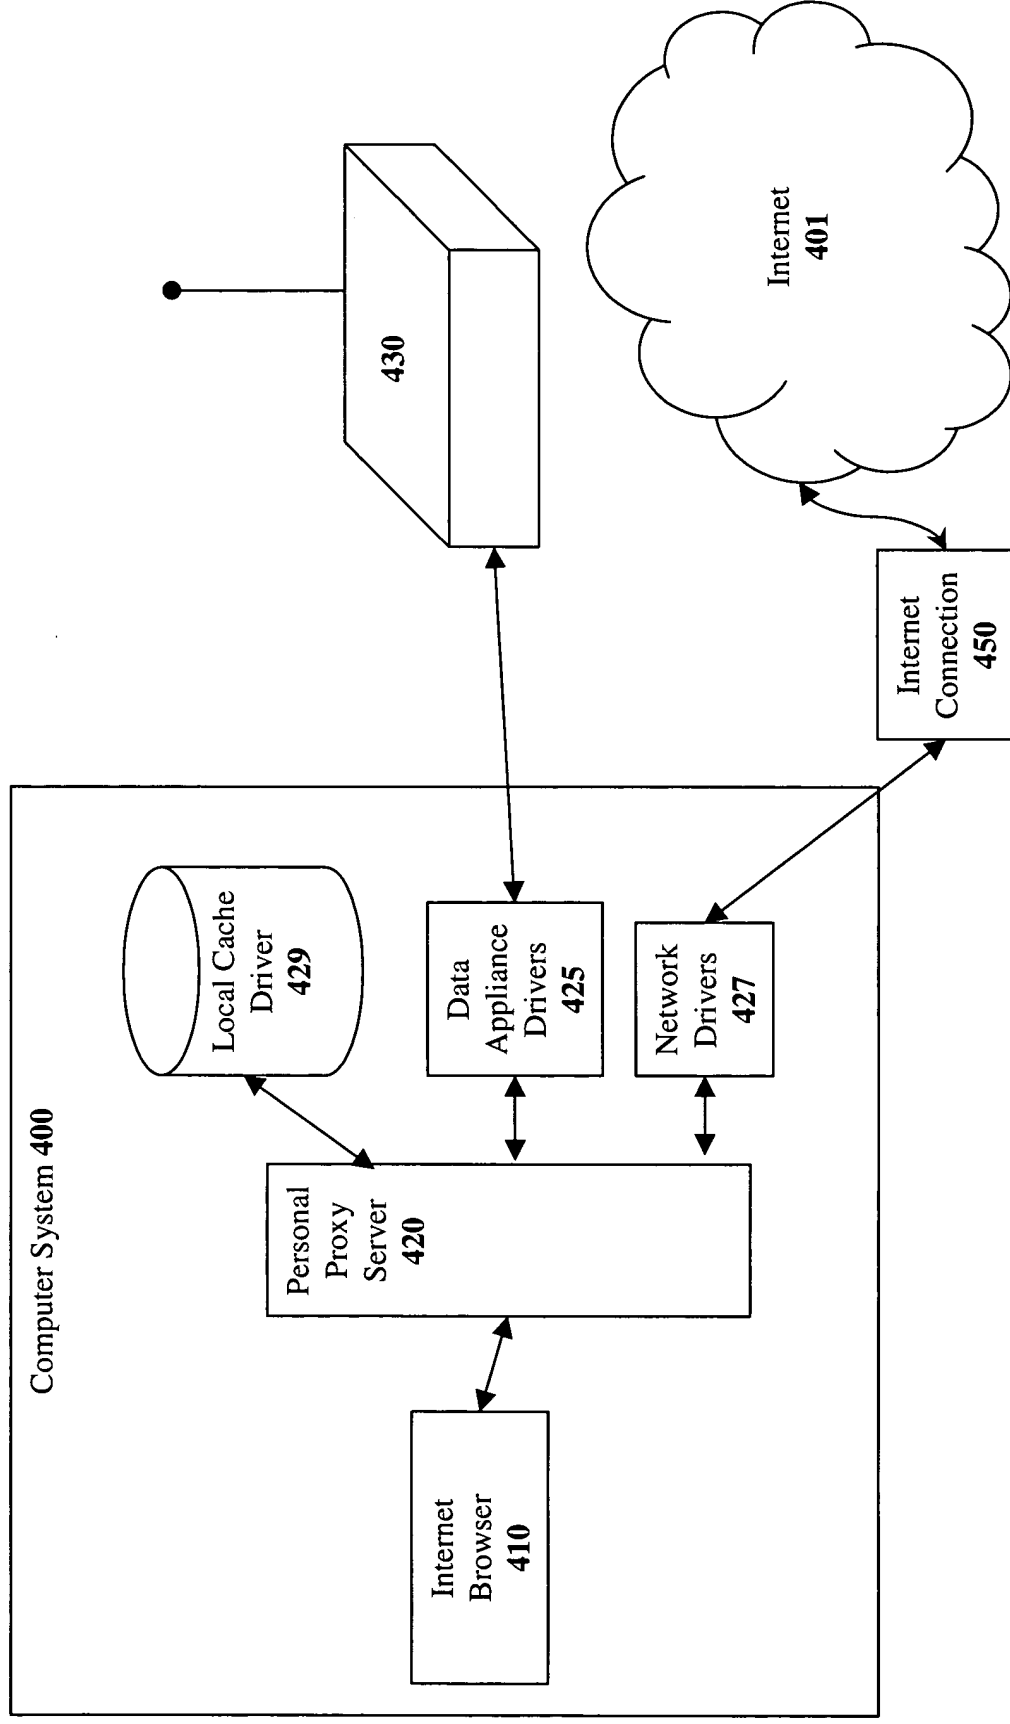 Computer System 400
Internet
Browser
410
Personal
Proxy
Server
420
Local Cache
Driver
429
Data
Appliance
Drivers
425
Network
Drivers
427
430
Internet
Connection
450
Internet
401